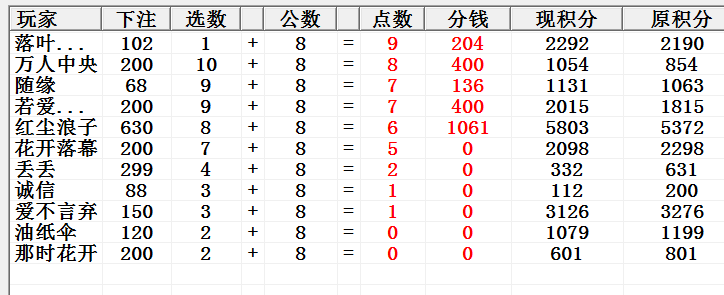 玩家 下注 选数 公数 点数 分钱 现积分 原积分
落叶... 102 1 + 8 = 9 204 2292 2190
万人中央 200 10 + 8 = 8 400 1054 854
随缘 68 9 + 8 = 7 136 1131 1063
若爱... 200 9 + 8 = 7 400 2015 1815
红尘浪子 630 8 + 8 = 6 1061 5803 5372
花开落幕 200 7 + 8 = 5 0 2098 2298
丢丢 299 4 + 8 = 2 0 332 631
诚信 88 3 + 8 = 1 0 112 200
爱不言弃 150 3 + 8 = 1 0 3126 3276
油纸伞 120 2 + 8 = 0 0 1079 1199
那时花开 200 2 + 8 = 0 0 601 801